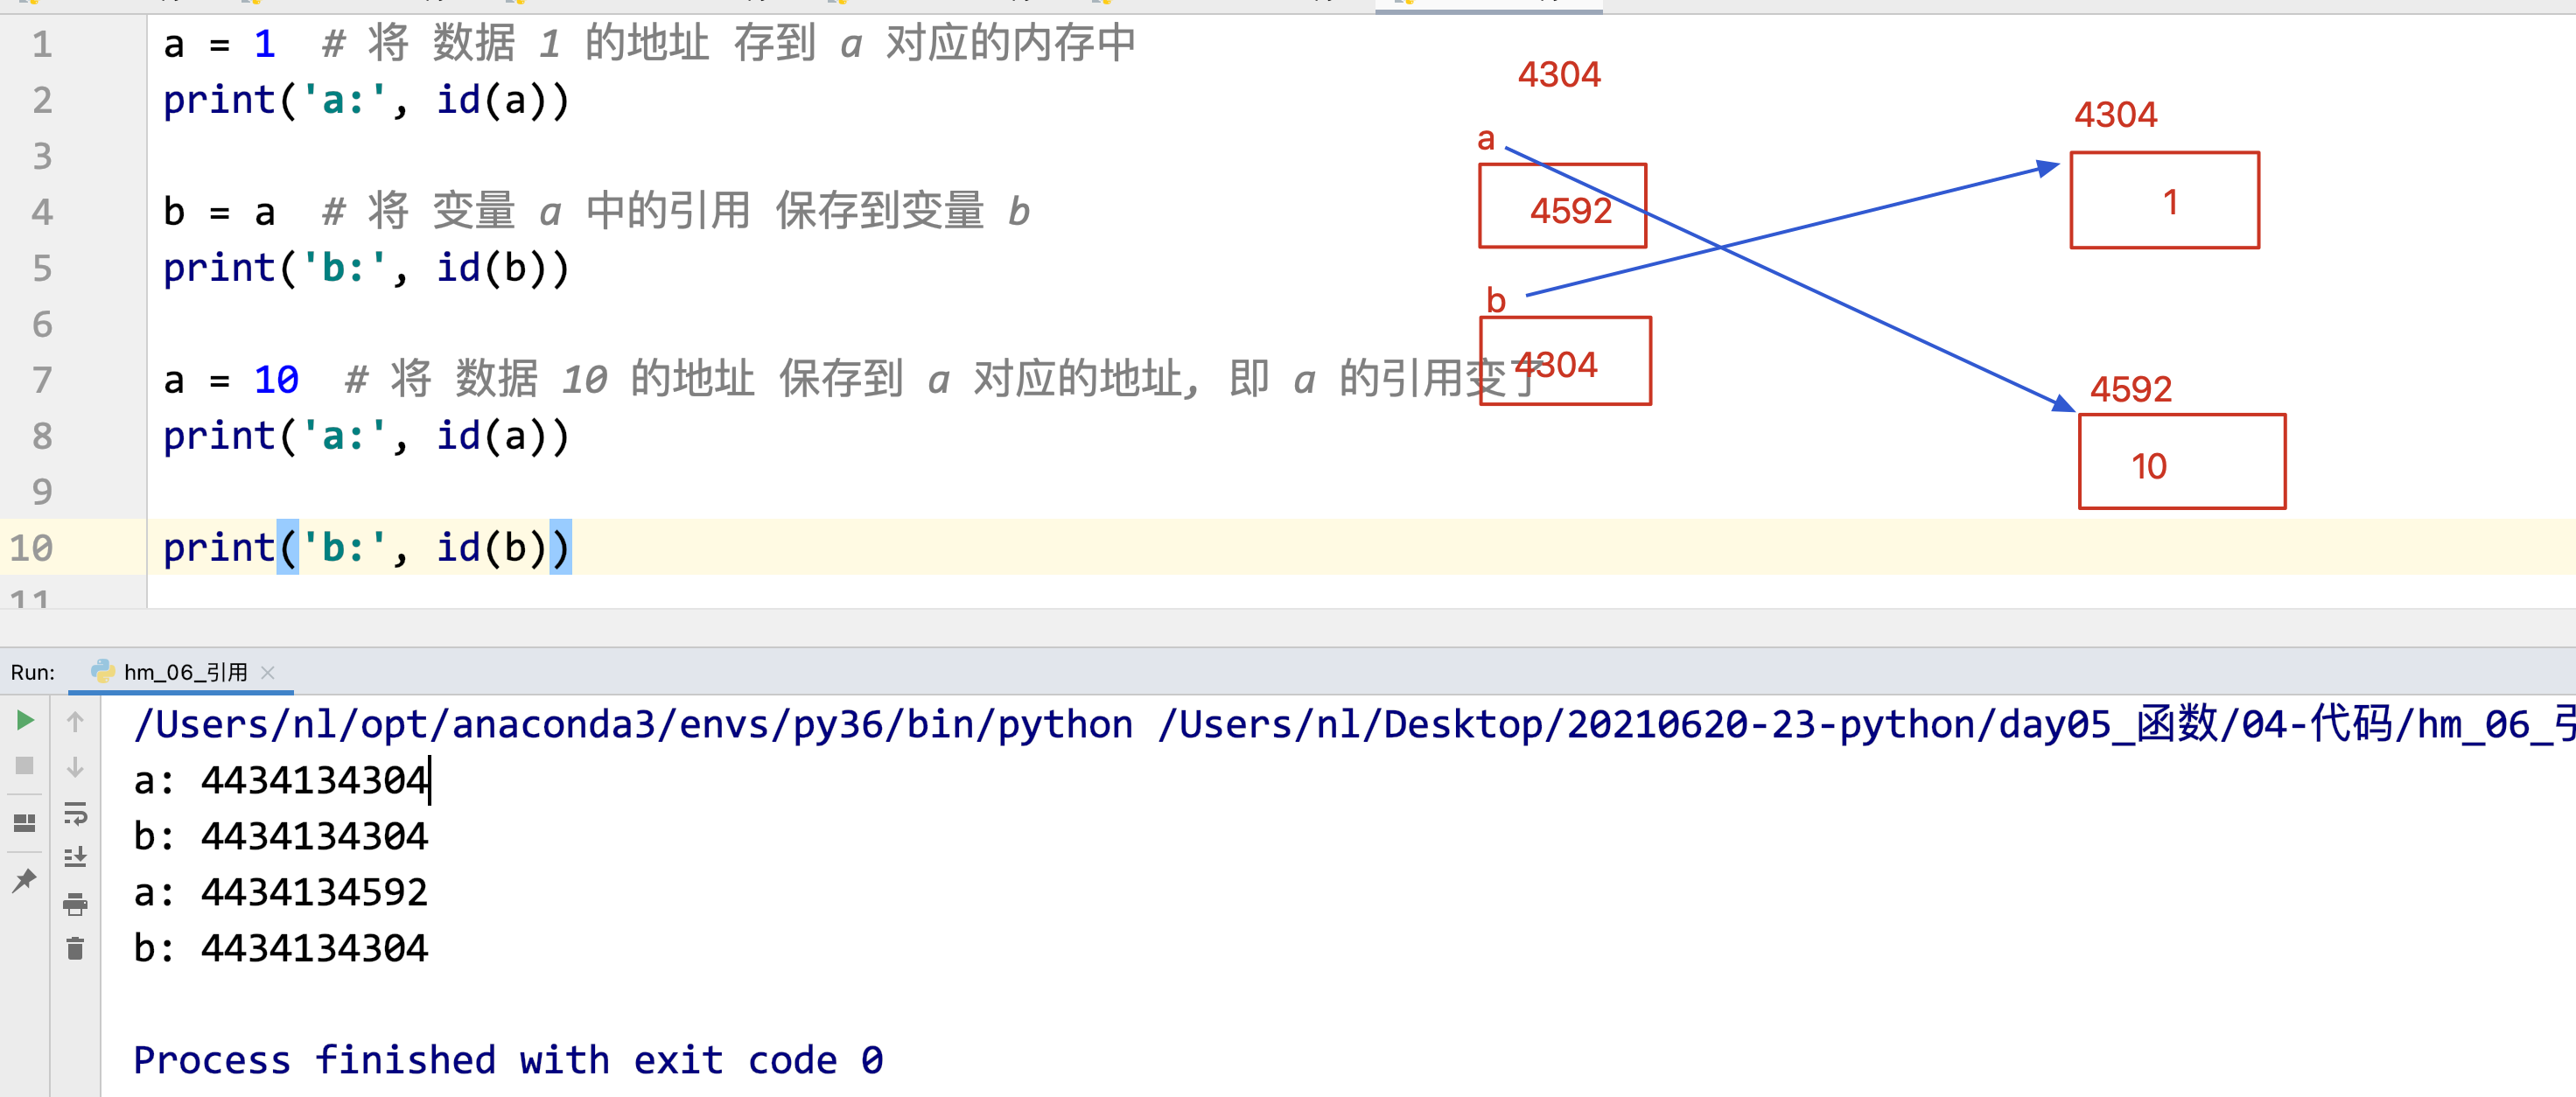 1 a = 1  # 将 数据 1 的地址 存到 a 对应的内存中
2 print('a:', id(a))
3
4 b = a  # 将 变量 a 中的引用 保存到变量 b
5 print('b:', id(b))
6
7 a = 10  # 将 数据 10 的地址 保存到 a 对应的地址, 即 a 的引用变了
8 print('a:', id(a))
9
10 print('b:', id(b))
11
4304
a
4592
b
4304
4304
1
4592
10
Run: hm_06_引用
/Users/nl/opt/anaconda3/envs/py36/bin/python /Users/nl/Desktop/20210620-23-python/day05_函数/04-代码/hm_06_引
a: 4434134304
b: 4434134304
a: 4434134592
b: 4434134304
Process finished with exit code 0